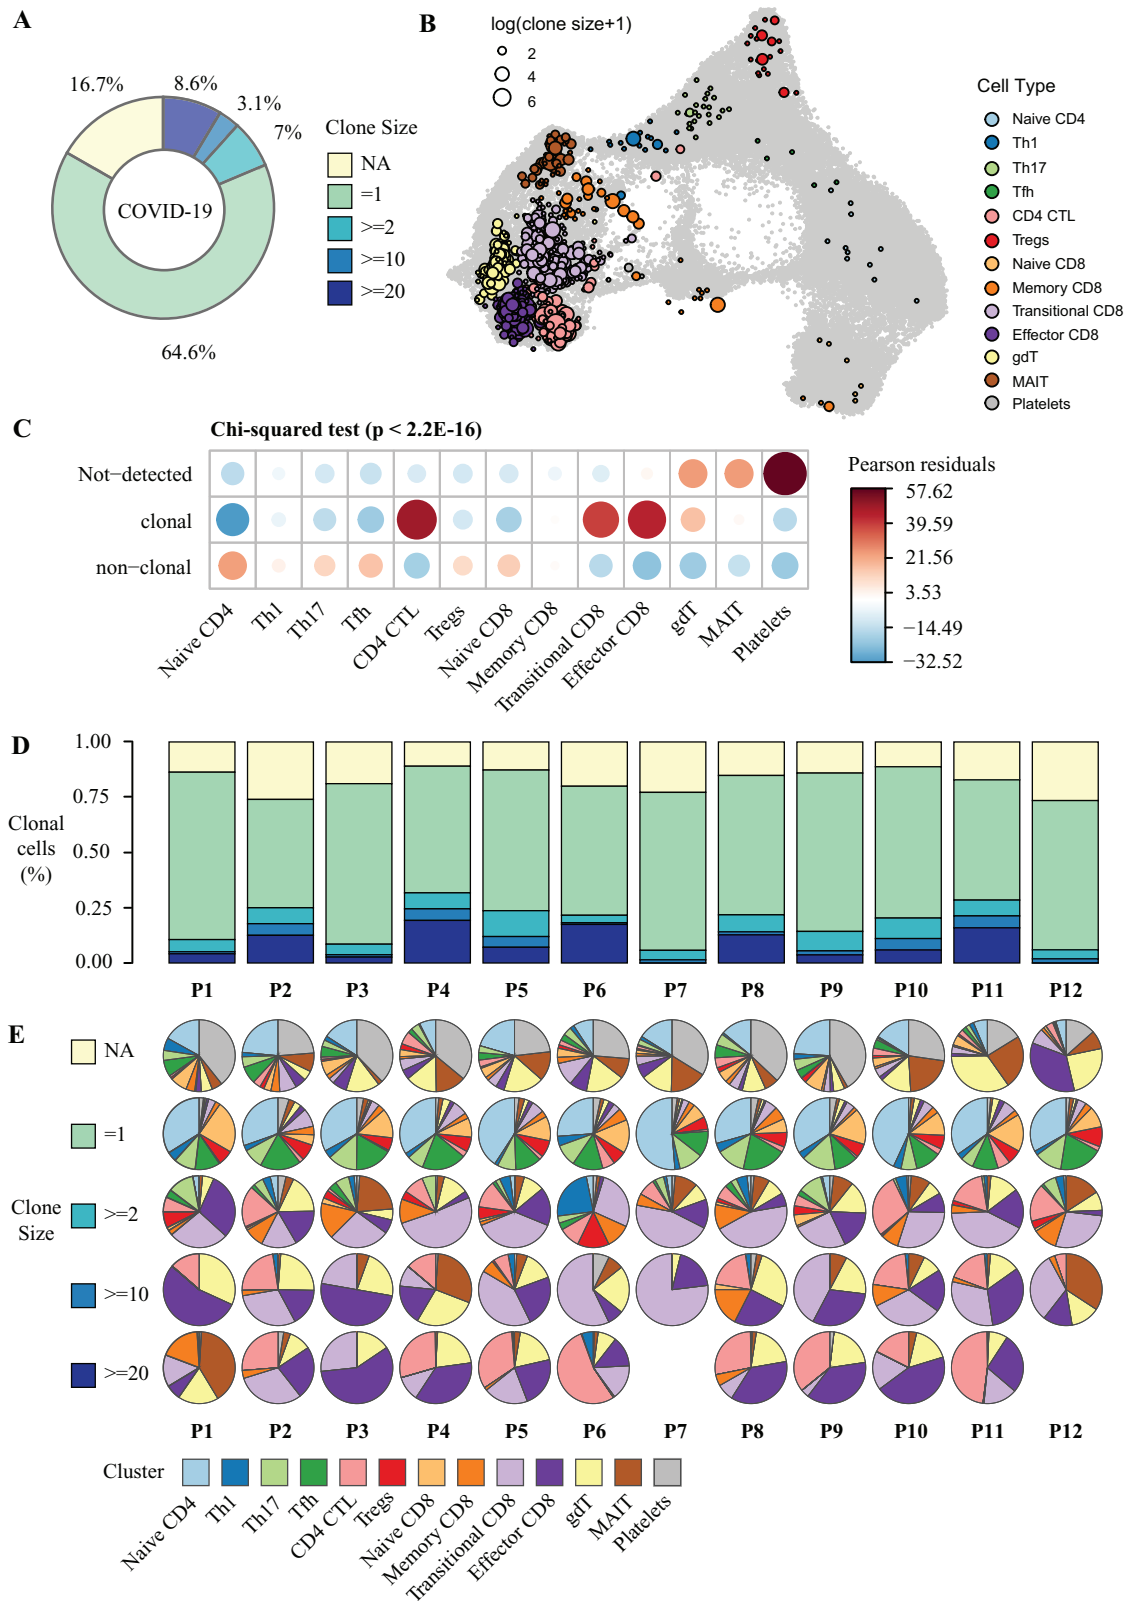 A
16.7%
8.6%
3.1%
7%
COVID-19
64.6%
Clone Size
NA
=1
>=2
>=10
>=20
B
log(clone size+1)
2
4
6
Cell Type
Naive CD4
Th1
Th17
Tfh
CD4 CTL
Tregs
Naive CD8
Memory CD8
Transitional CD8
Effector CD8
gdT
MAIT
Platelets
C
Chi-squared test (p < 2.2E-16)
Not−detected
clonal
non−clonal
Naive CD4
Th1
Th17
Tfh
CD4 CTL
Tregs
Naive CD8
Memory CD8
Transitional CD8
Effector CD8
gdT
MAIT
Platelets
Pearson residuals
57.62
39.59
21.56
3.53
−14.49
−32.52
D
Clonal
cells
(%)
1.00
0.75
0.50
0.25
0.00
P1 P2 P3 P4 P5 P6 P7 P8 P9 P10 P11 P12
E
NA
=1
Clone
Size
>=2
>=10
>=20
P1 P2 P3 P4 P5 P6 P7 P8 P9 P10 P11 P12
Cluster
Naive CD4
Th1
Th17
Tfh
CD4 CTL
Tregs
Naive CD8
Memory CD8
Transitional CD8
Effector CD8
gdT
MAIT
Platelets